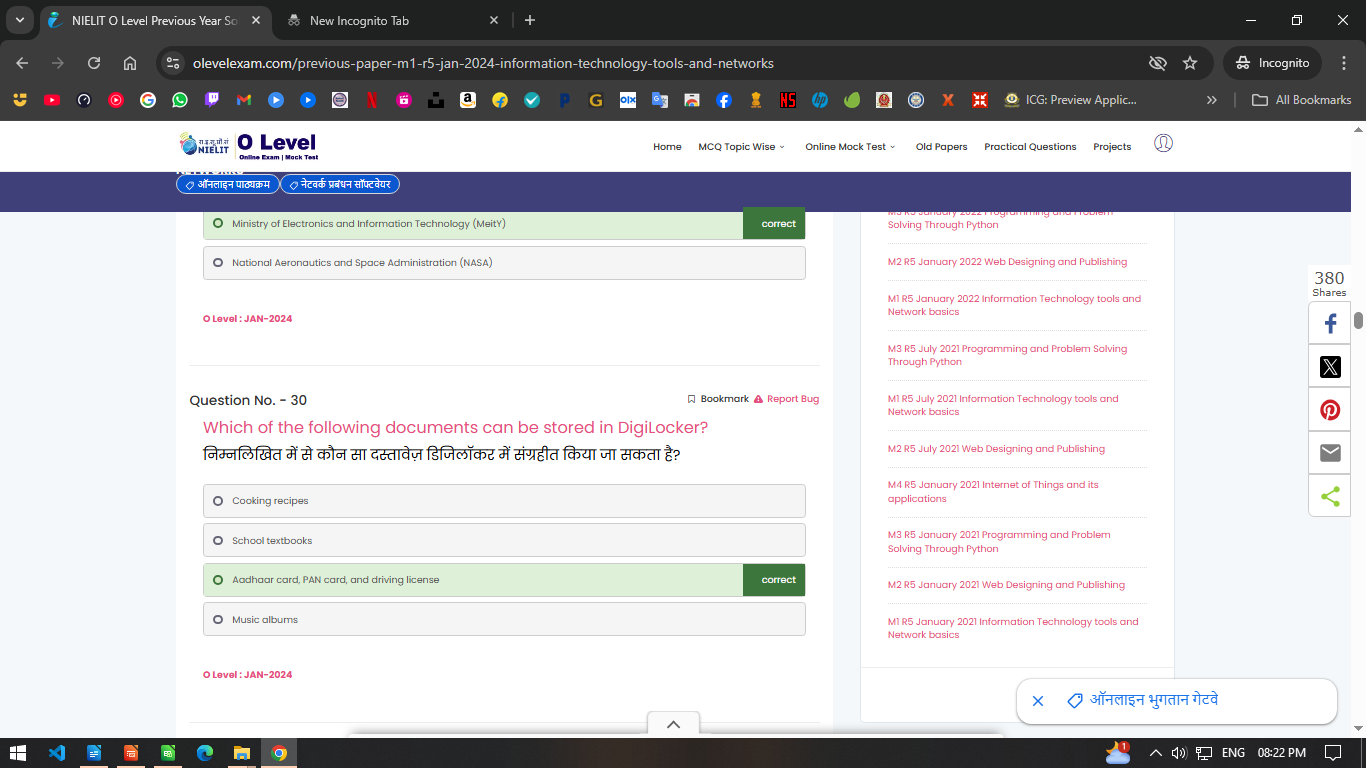 NIELIT O Level Previous Year So
New Incognito Tab
olevelexam.com/previous-paper-m1-r5-jan-2024-information-technology-tools-and-networks
Incognito
ICG: Preview Applic...
All Bookmarks
रा.इ.सू.प्रौ.सं
NIELIT
O Level
Online Exam | Mock Test
Home
MCQ Topic Wise
Online Mock Test
Old Papers
Practical Questions
Projects
ऑनलाइन पाठ्यक्रम
नेटवर्क प्रबंधन सॉफ्टवेयर
Ministry of Electronics and Information Technology (MeitY)
correct
National Aeronautics and Space Administration (NASA)
O Level : JAN-2024
Question No. - 30
Bookmark
Report Bug
Which of the following documents can be stored in DigiLocker?
निम्नलिखित में से कौन सा दस्तावेज़ डिजिलॉकर में संग्रहीत किया जा सकता है?
Cooking recipes
School textbooks
Aadhaar card, PAN card, and driving license
correct
Music albums
O Level : JAN-2024
M3 R5 January 2022 Programming and Problem
Solving Through Python
M2 R5 January 2022 Web Designing and Publishing
M1 R5 January 2022 Information Technology tools and
Network basics
M3 R5 July 2021 Programming and Problem Solving
Through Python
M1 R5 July 2021 Information Technology tools and
Network basics
M2 R5 July 2021 Web Designing and Publishing
M4 R5 January 2021 Internet of Things and its
applications
M3 R5 January 2021 Programming and Problem
Solving Through Python
M2 R5 January 2021 Web Designing and Publishing
M1 R5 January 2021 Information Technology tools and
Network basics
380
Shares
ऑनलाइन भुगतान गेटवे
1
ENG
08:22 PM